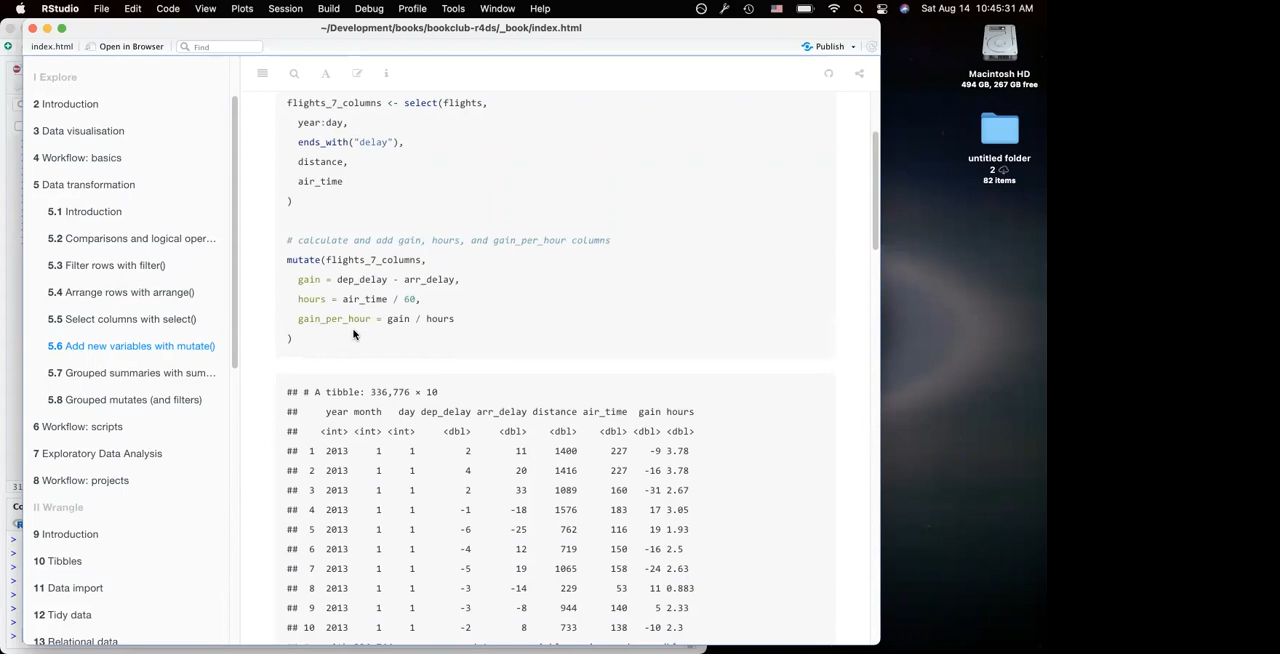 RStudio File Edit Code View Plots Session Build Debug Profile Tools Window Help Sat Aug 14 10:45:31 AM
~/Development/books/bookclub-r4ds/_book/index.html
index.html Open in Browser Find Publish
I Explore
2 Introduction
3 Data visualisation
4 Workflow: basics
5 Data transformation
5.1 Introduction
5.2 Comparisons and logical oper...
5.3 Filter rows with filter()
5.4 Arrange rows with arrange()
5.5 Select columns with select()
5.6 Add new variables with mutate()
5.7 Grouped summaries with sum...
5.8 Grouped mutates (and filters)
6 Workflow: scripts
7 Exploratory Data Analysis
8 Workflow: projects
II Wrangle
9 Introduction
10 Tibbles
11 Data import
12 Tidy data
13 Relational data
flights_7_columns <- select(flights,
year:day,
ends_with("delay"),
distance,
air_time
)
# calculate and add gain, hours, and gain_per_hour columns
mutate(flights_7_columns,
gain = dep_delay - arr_delay,
hours = air_time / 60,
gain_per_hour = gain / hours
)
## # A tibble: 336,776 × 10
## year month day dep_delay arr_delay distance air_time gain hours
## <int> <int> <int> <dbl> <dbl> <dbl> <dbl> <dbl> <dbl>
## 1 2013 1 1 2 11 1400 227 -9 3.78
## 2 2013 1 1 4 20 1416 227 -16 3.78
## 3 2013 1 1 2 33 1089 160 -31 2.67
## 4 2013 1 1 -1 -18 1576 183 17 3.05
## 5 2013 1 1 -6 -25 762 116 19 1.93
## 6 2013 1 1 -4 12 719 150 -16 2.5
## 7 2013 1 1 -5 19 1065 158 -24 2.63
## 8 2013 1 1 -3 -14 229 53 11 0.883
## 9 2013 1 1 -3 -8 944 140 5 2.33
## 10 2013 1 1 -2 8 733 138 -10 2.3
Macintosh HD
494 GB, 267 GB free
untitled folder
2
82 items